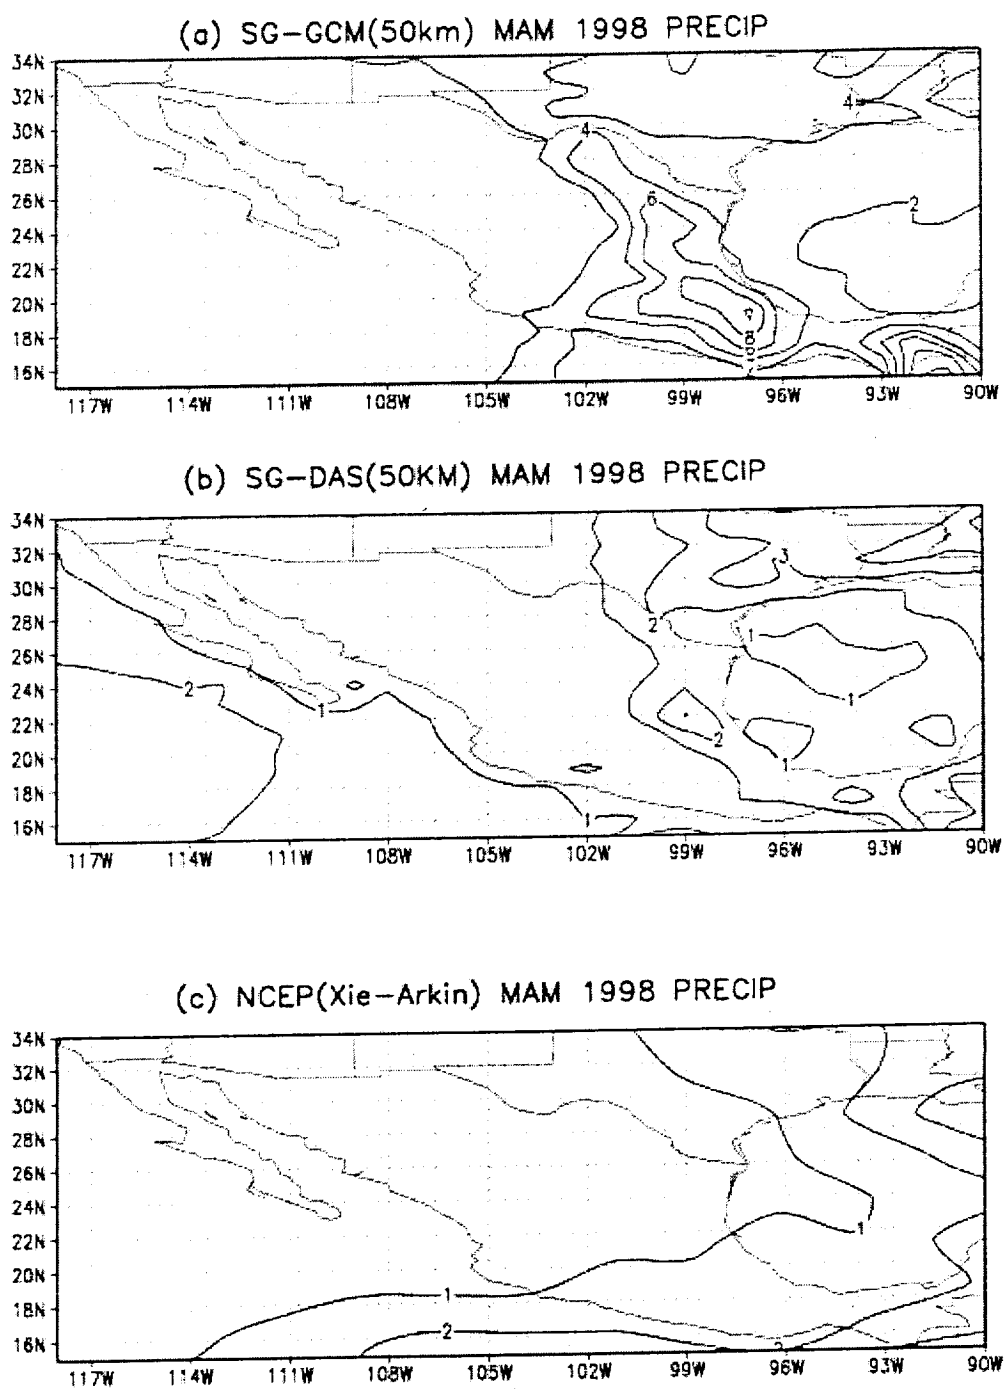 (a) SG-GCM(50km) MAM 1998 PRECIP
34N
32N
30N
28N
26N
24N
22N
20N
18N
16N
4
4
6
2
8
117W 114W 111W 108W 105W 102W 99W 96W 93W 90W
(b) SG-DAS(50KM) MAM 1998 PRECIP
34N
32N
30N
28N
26N
24N
22N
20N
18N
16N
3
2
1
2
1
1
2
1
1
117W 114W 111W 108W 105W 102W 99W 96W 93W 90W
(c) NCEP(Xie-Arkin) MAM 1998 PRECIP
34N
32N
30N
28N
26N
24N
22N
20N
18N
16N
1
1
2
117W 114W 111W 108W 105W 102W 99W 96W 93W 90W